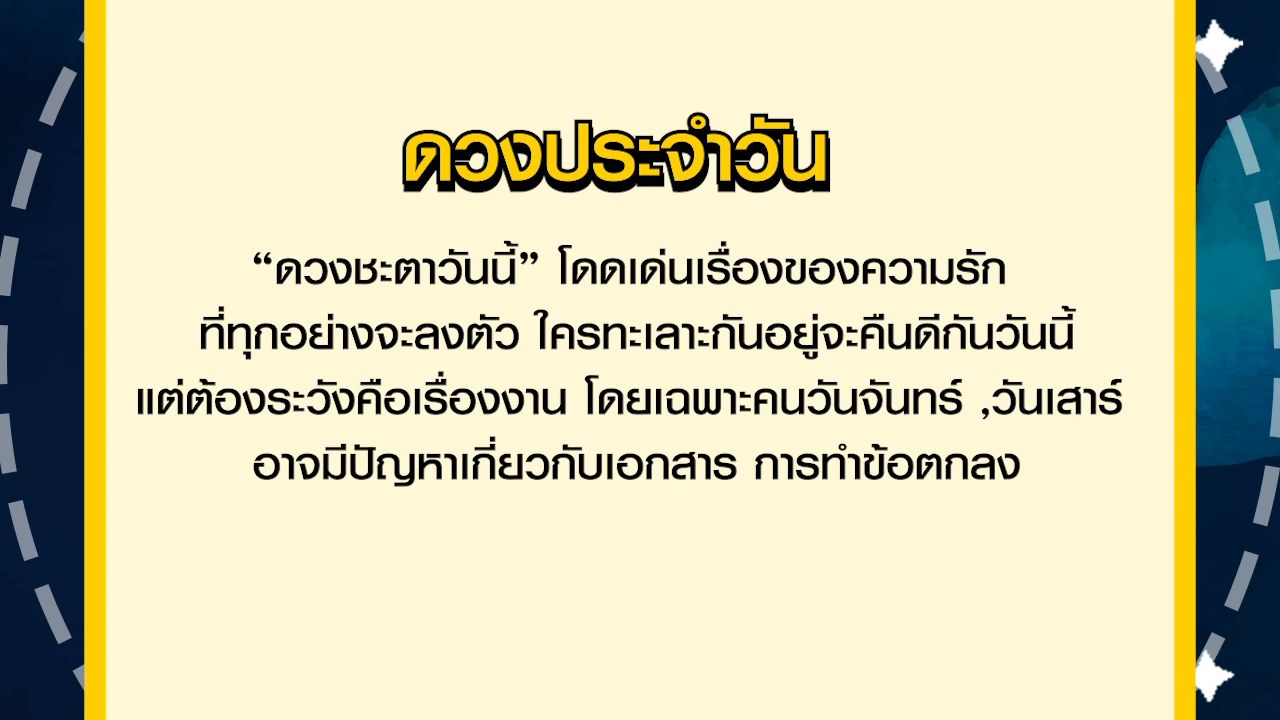 ดวงประจำวัน
“ดวงชะตาวันนี้” โดดเด่นเรื่องของความรัก
ที่ทุกอย่างจะลงตัว ใครทะเลาะกันอยู่จะคืนดีกันวันนี้
แต่ต้องระวังคือเรื่องงาน โดยเฉพาะคนวันจันทร์ ,วันเสาร์
อาจมีปัญหาเกี่ยวกับเอกสาร การทำข้อตกลง